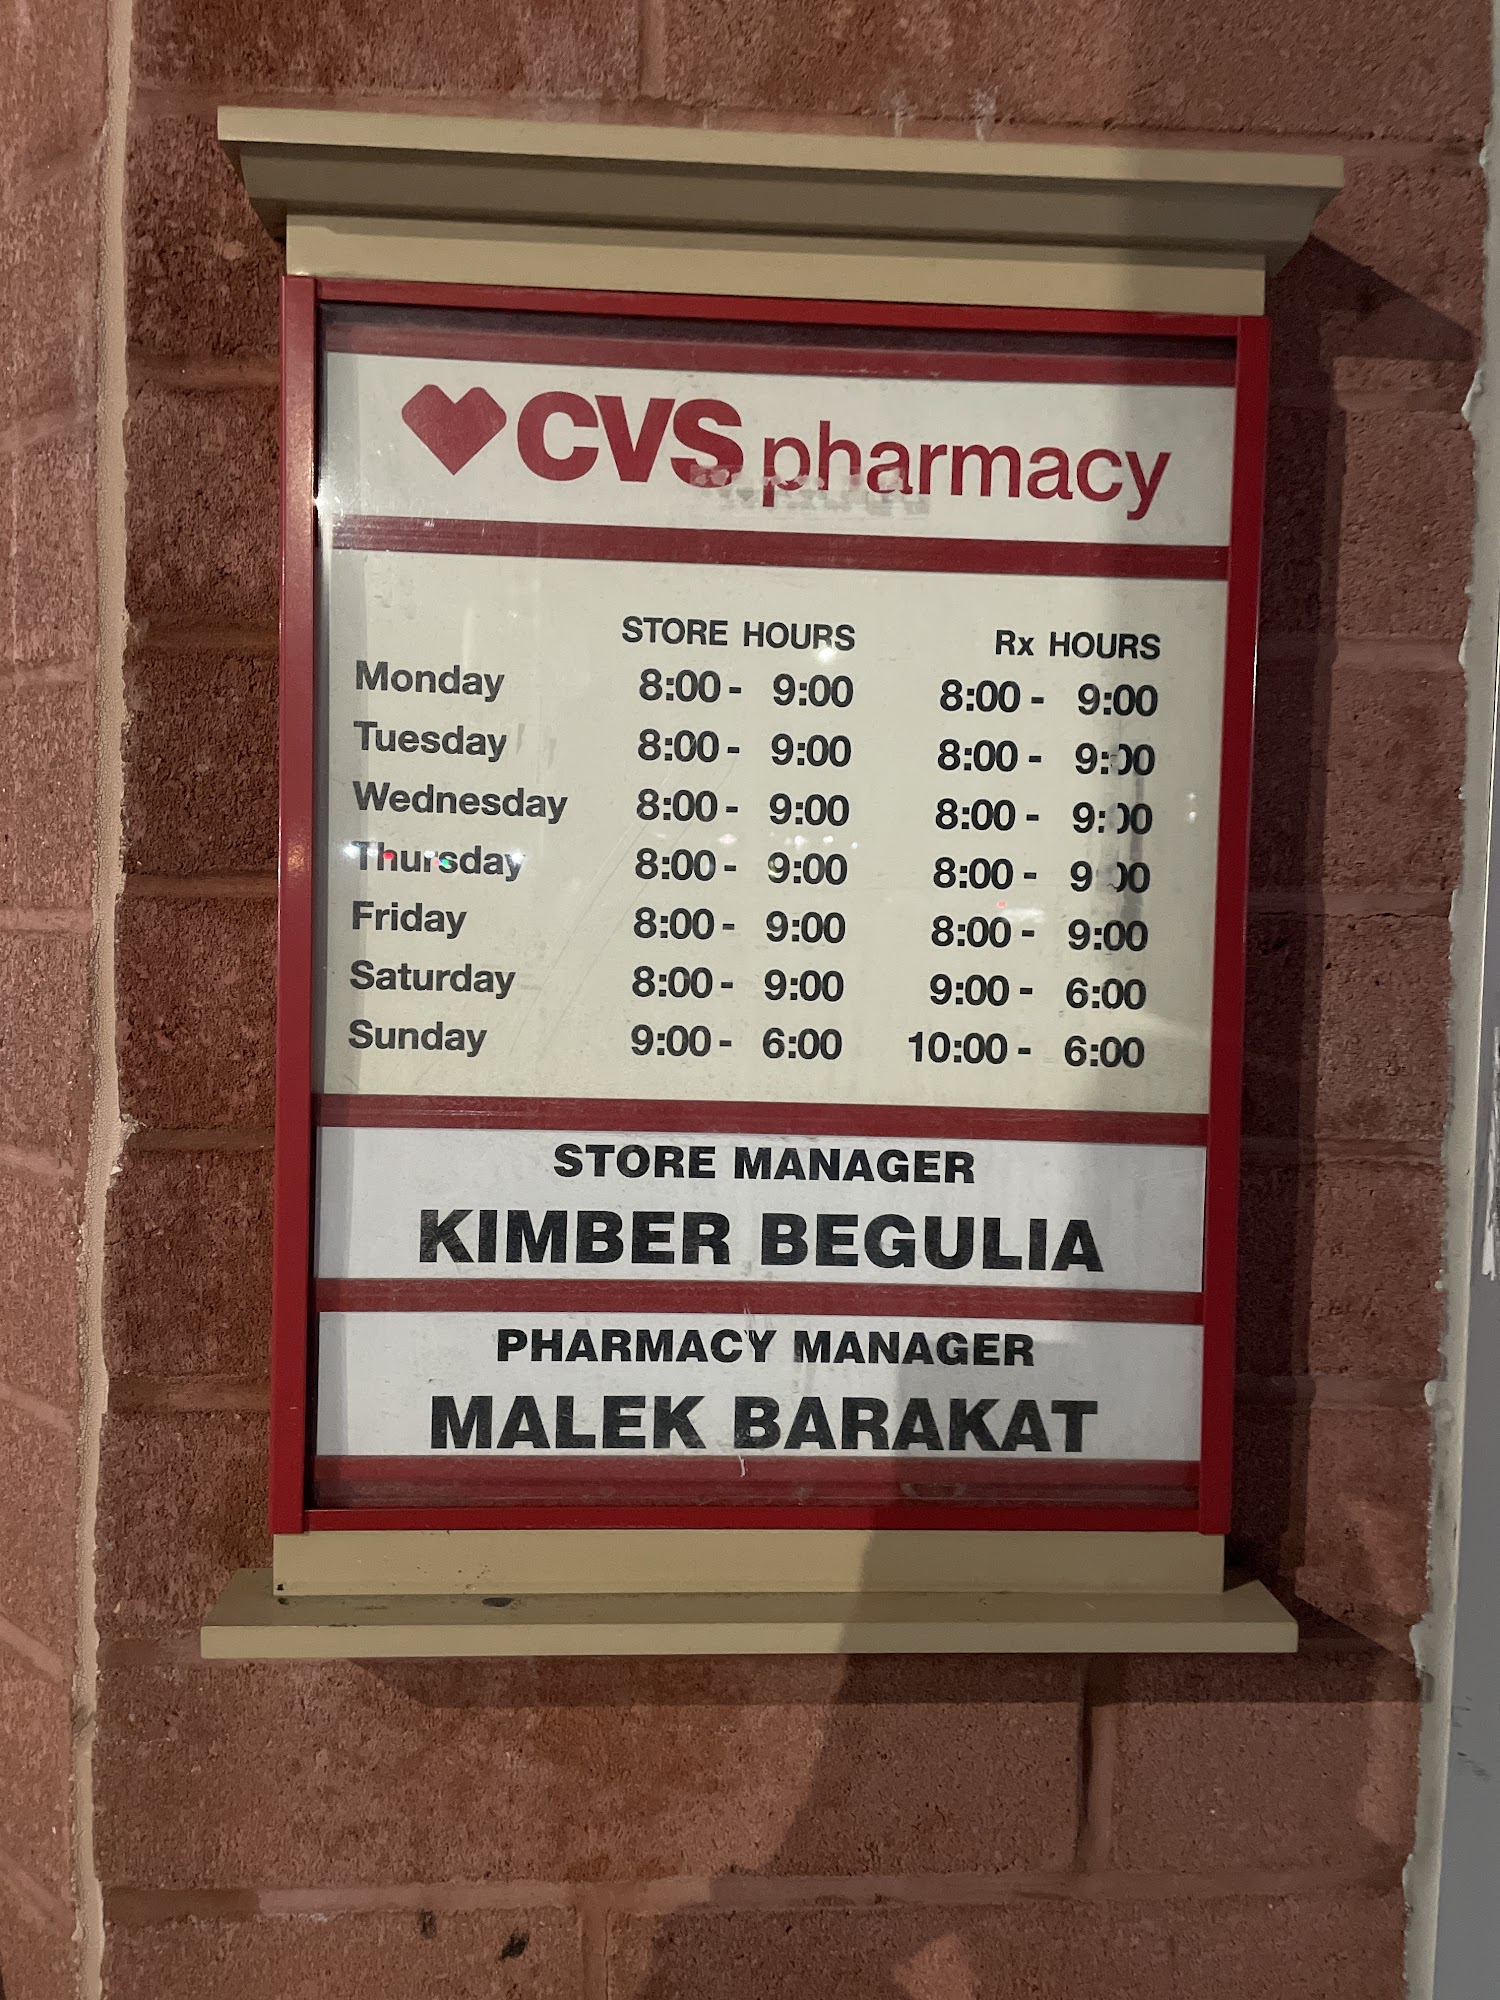 CVS pharmacy
STORE HOURS Rx HOURS
Monday 8:00 - 9:00 8:00 - 9:00
Tuesday 8:00 - 9:00 8:00 - 9:00
Wednesday 8:00 - 9:00 8:00 - 9:00
Thursday 8:00 - 9:00 8:00 - 9:00
Friday 8:00 - 9:00 8:00 - 9:00
Saturday 8:00 - 9:00 9:00 - 6:00
Sunday 9:00 - 6:00 10:00 - 6:00
STORE MANAGER
KIMBER BEGULIA
PHARMACY MANAGER
MALEK BARAKAT